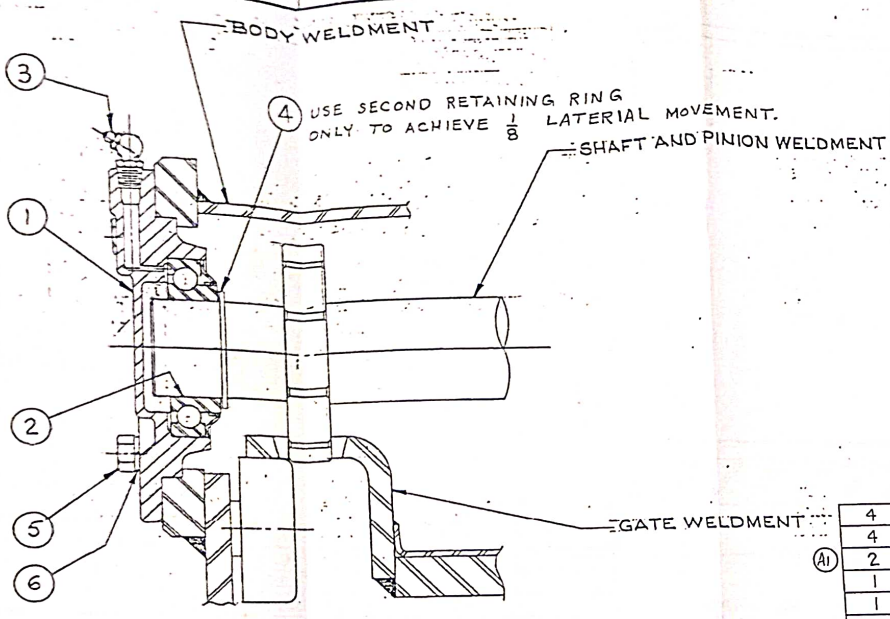 BODY WELDMENT
3
4 USE SECOND RETAINING RING
ONLY TO ACHIEVE 1/8 LATERIAL MOVEMENT.
SHAFT AND PINION WELDMENT
1
2
5
6
GATE WELDMENT
4
4
A1 2
1
1